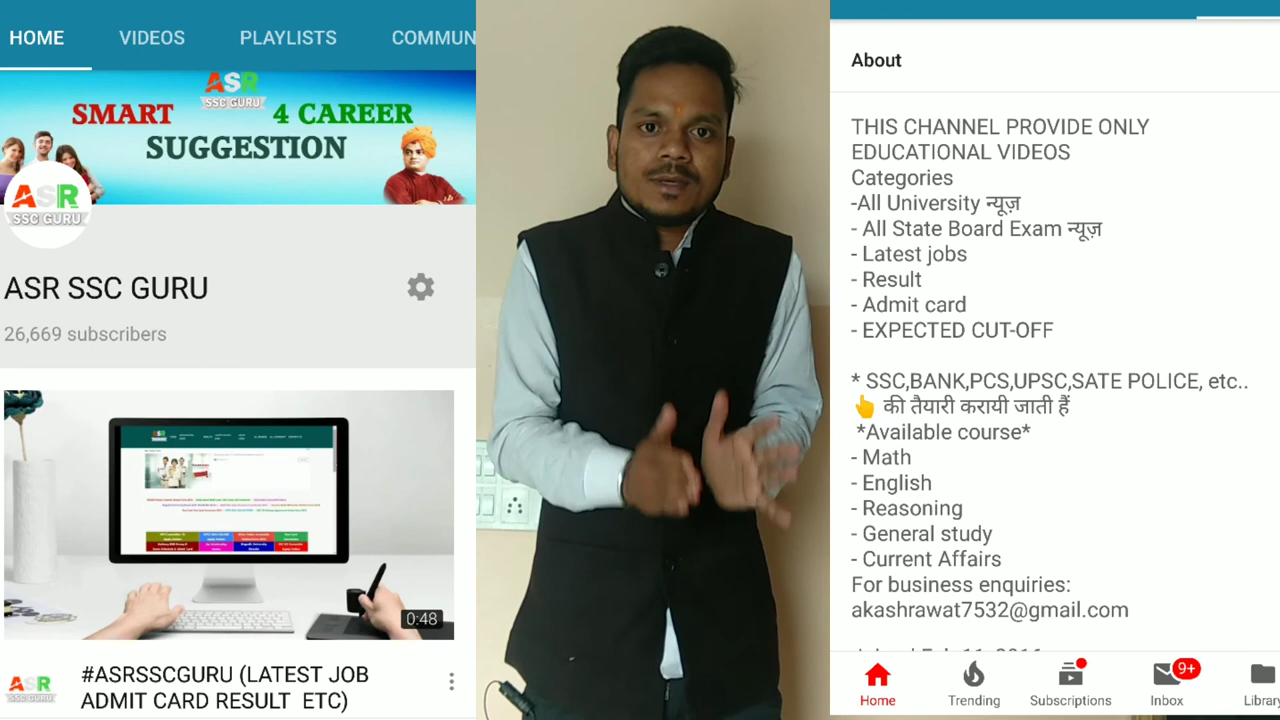 HOME VIDEOS PLAYLISTS COMMUN
ASR
SSC GURU
SMART 4 CAREER
SUGGESTION
ASR
SSC GURU
ASR SSC GURU
26,669 subscribers
0:48
ASR
SSC GURU
#ASRSSCGURU (LATEST JOB
ADMIT CARD RESULT ETC)
About
THIS CHANNEL PROVIDE ONLY
EDUCATIONAL VIDEOS
Categories
-All University न्यूज़
- All State Board Exam न्यूज़
- Latest jobs
- Result
- Admit card
- EXPECTED CUT-OFF
* SSC,BANK,PCS,UPSC,SATE POLICE, etc..
👆 की तैयारी करायी जाती हैं
*Available course*
- Math
- English
- Reasoning
- General study
- Current Affairs
For business enquiries:
akashrawat7532@gmail.com
9+
Home Trending Subscriptions Inbox Library